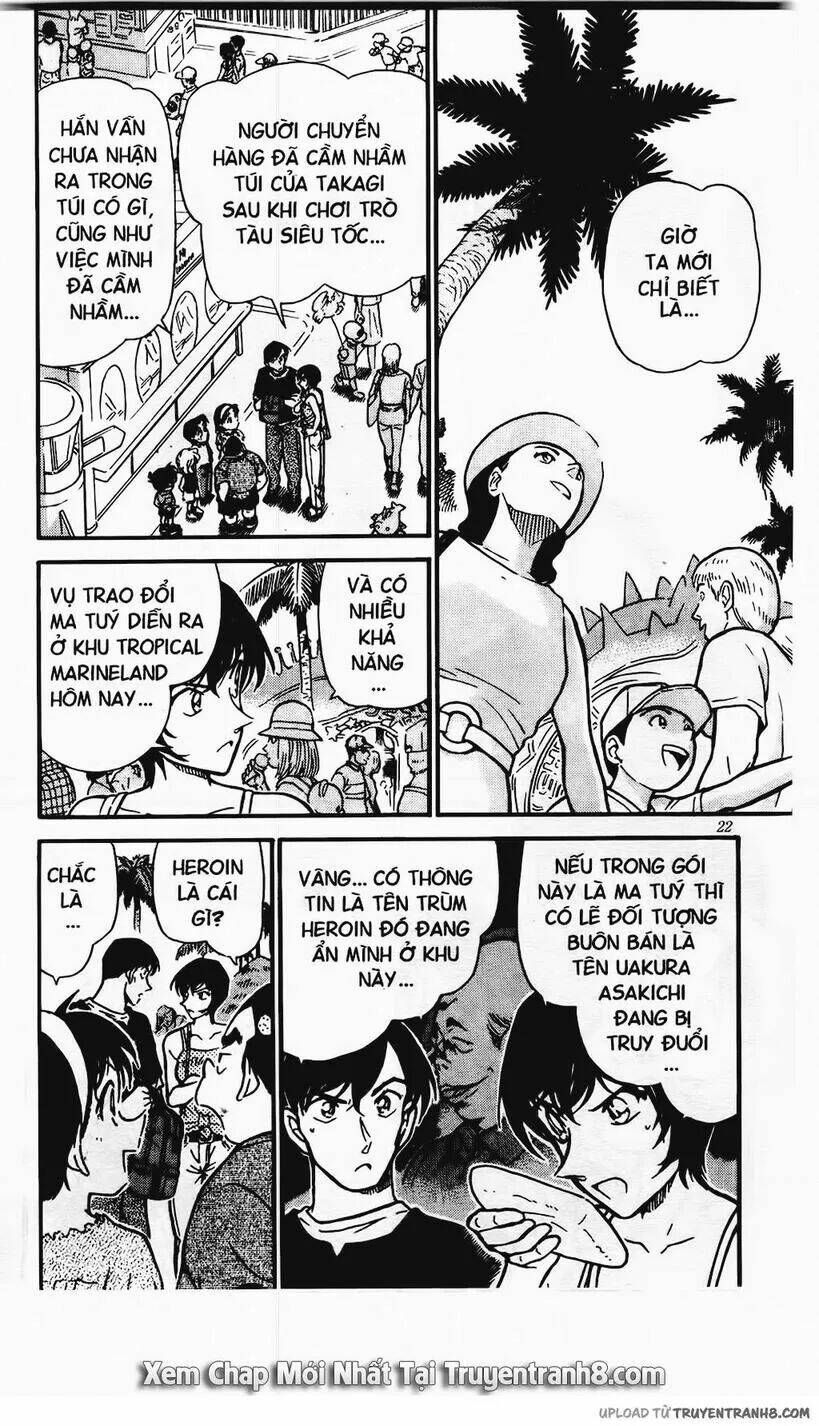 GIỜ
TA MỚI
CHỈ BIẾT
LÀ...
NGƯỜI CHUYỂN
HÀNG ĐÃ CẦM NHẦM
TÚI CỦA TAKAGI
SAU KHI CHƠI TRÒ
TÀU SIÊU TỐC...
HẮN VẪN
CHƯA NHẬN
RA TRONG
TÚI CÓ GÌ,
CŨNG NHƯ
VIỆC MÌNH
ĐÃ CẦM
NHẦM...
VÀ CÓ
NHIỀU
KHẢ
NĂNG
...
VỤ TRAO ĐỔI
MA TUÝ DIỄN RA
Ở KHU TROPICAL
MARINELAND
HÔM NAY...
22
NẾU TRONG GÓI
NÀY LÀ MA TUÝ THÌ
CÓ LẼ ĐỐI TƯỢNG
BUÔN BÁN LÀ
TÊN UAKURA
ASAKICHI
ĐANG BỊ
TRUY ĐUỔI
...
VÂNG... CÓ THÔNG
TIN LÀ TÊN TRÙM
HEROIN ĐÓ ĐANG
ẨN MÌNH Ở KHU
NÀY...
HEROIN
LÀ CÁI
GÌ?
CHẮC
LÀ
...
Xem Chap Mới Nhất Tại Truyentranh8.com
UPLOAD TỪ TRUYENTRANH8.COM